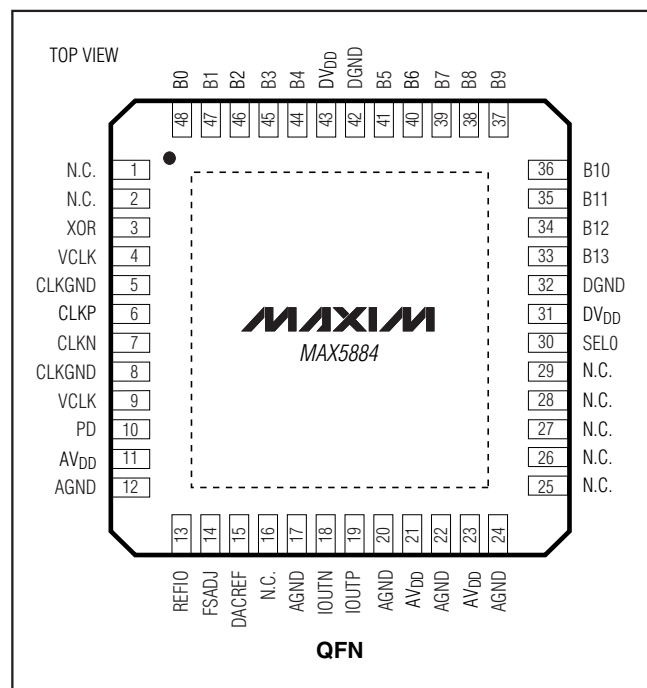 TOP VIEW
B0 B1 B2 B3 B4 DVDD DGND B5 B6 B7 B8 B9
48 47 46 45 44 43 42 41 40 39 38 37
N.C. 1
N.C. 2
XOR 3
VCLK 4
CLKGND 5
CLKP 6
CLKN 7
CLKGND 8
VCLK 9
PD 10
AVDD 11
AGND 12
MAXIM
MAX5884
36 B10
35 B11
34 B12
33 B13
32 DGND
31 DVDD
30 SEL0
29 N.C.
28 N.C.
27 N.C.
26 N.C.
25 N.C.
13 14 15 16 17 18 19 20 21 22 23 24
REFIO FSADJ DACREF N.C. AGND IOUTN IOUTP AGND AVDD AGND AVDD AGND
QFN